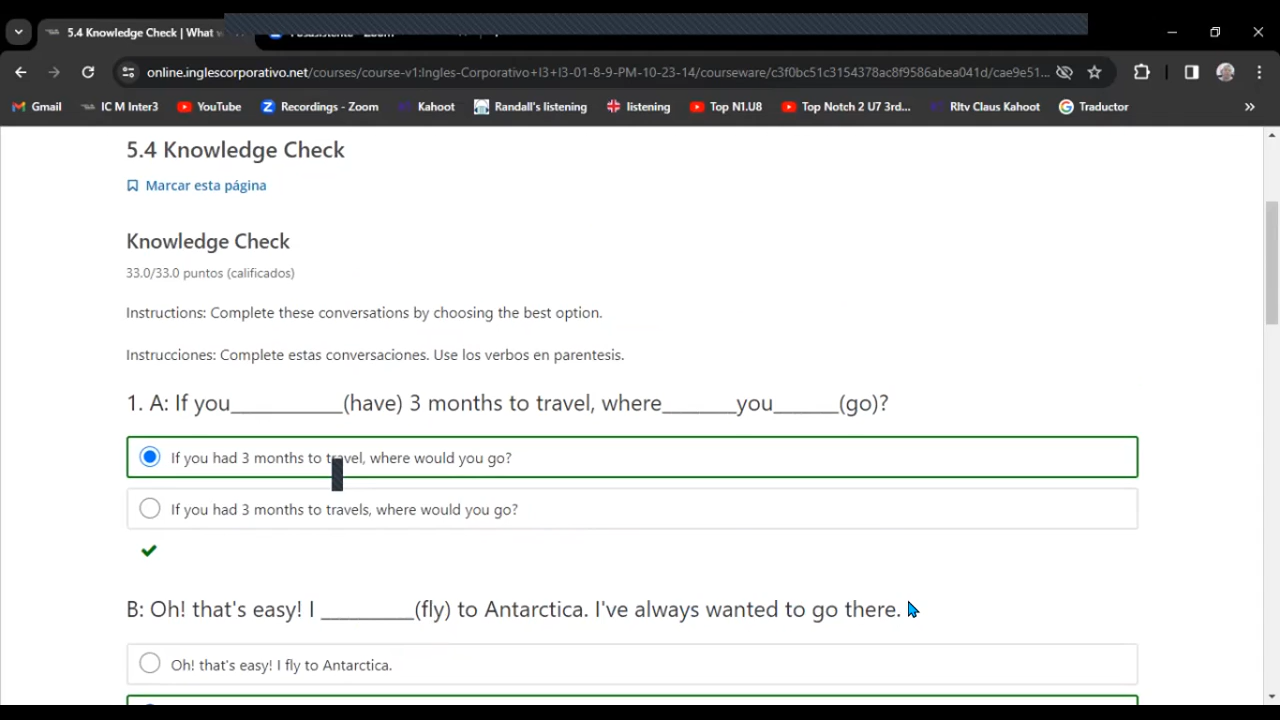 5.4 Knowledge Check | What
online.inglescorporativo.net/courses/course-v1:Ingles-Corporativo+I3+I3-01-8-9-PM-10-23-14/courseware/c3f0bc51c3154378ac8f9586abea041d/cae9e51...
Gmail IC M Inter3 YouTube Recordings - Zoom Kahoot Randall's listening listening Top N1.U8 Top Notch 2 U7 3rd... Rltv Claus Kahoot Traductor »
5.4 Knowledge Check
Marcar esta página
Knowledge Check
33.0/33.0 puntos (calificados)
Instructions: Complete these conversations by choosing the best option.
Instrucciones: Complete estas conversaciones. Use los verbos en parentesis.
1. A: If you___________(have) 3 months to travel, where_______you______(go)?
If you had 3 months to travel, where would you go?
If you had 3 months to travels, where would you go?
B: Oh! that's easy! I _________(fly) to Antarctica. I've always wanted to go there.
Oh! that's easy! I fly to Antarctica.